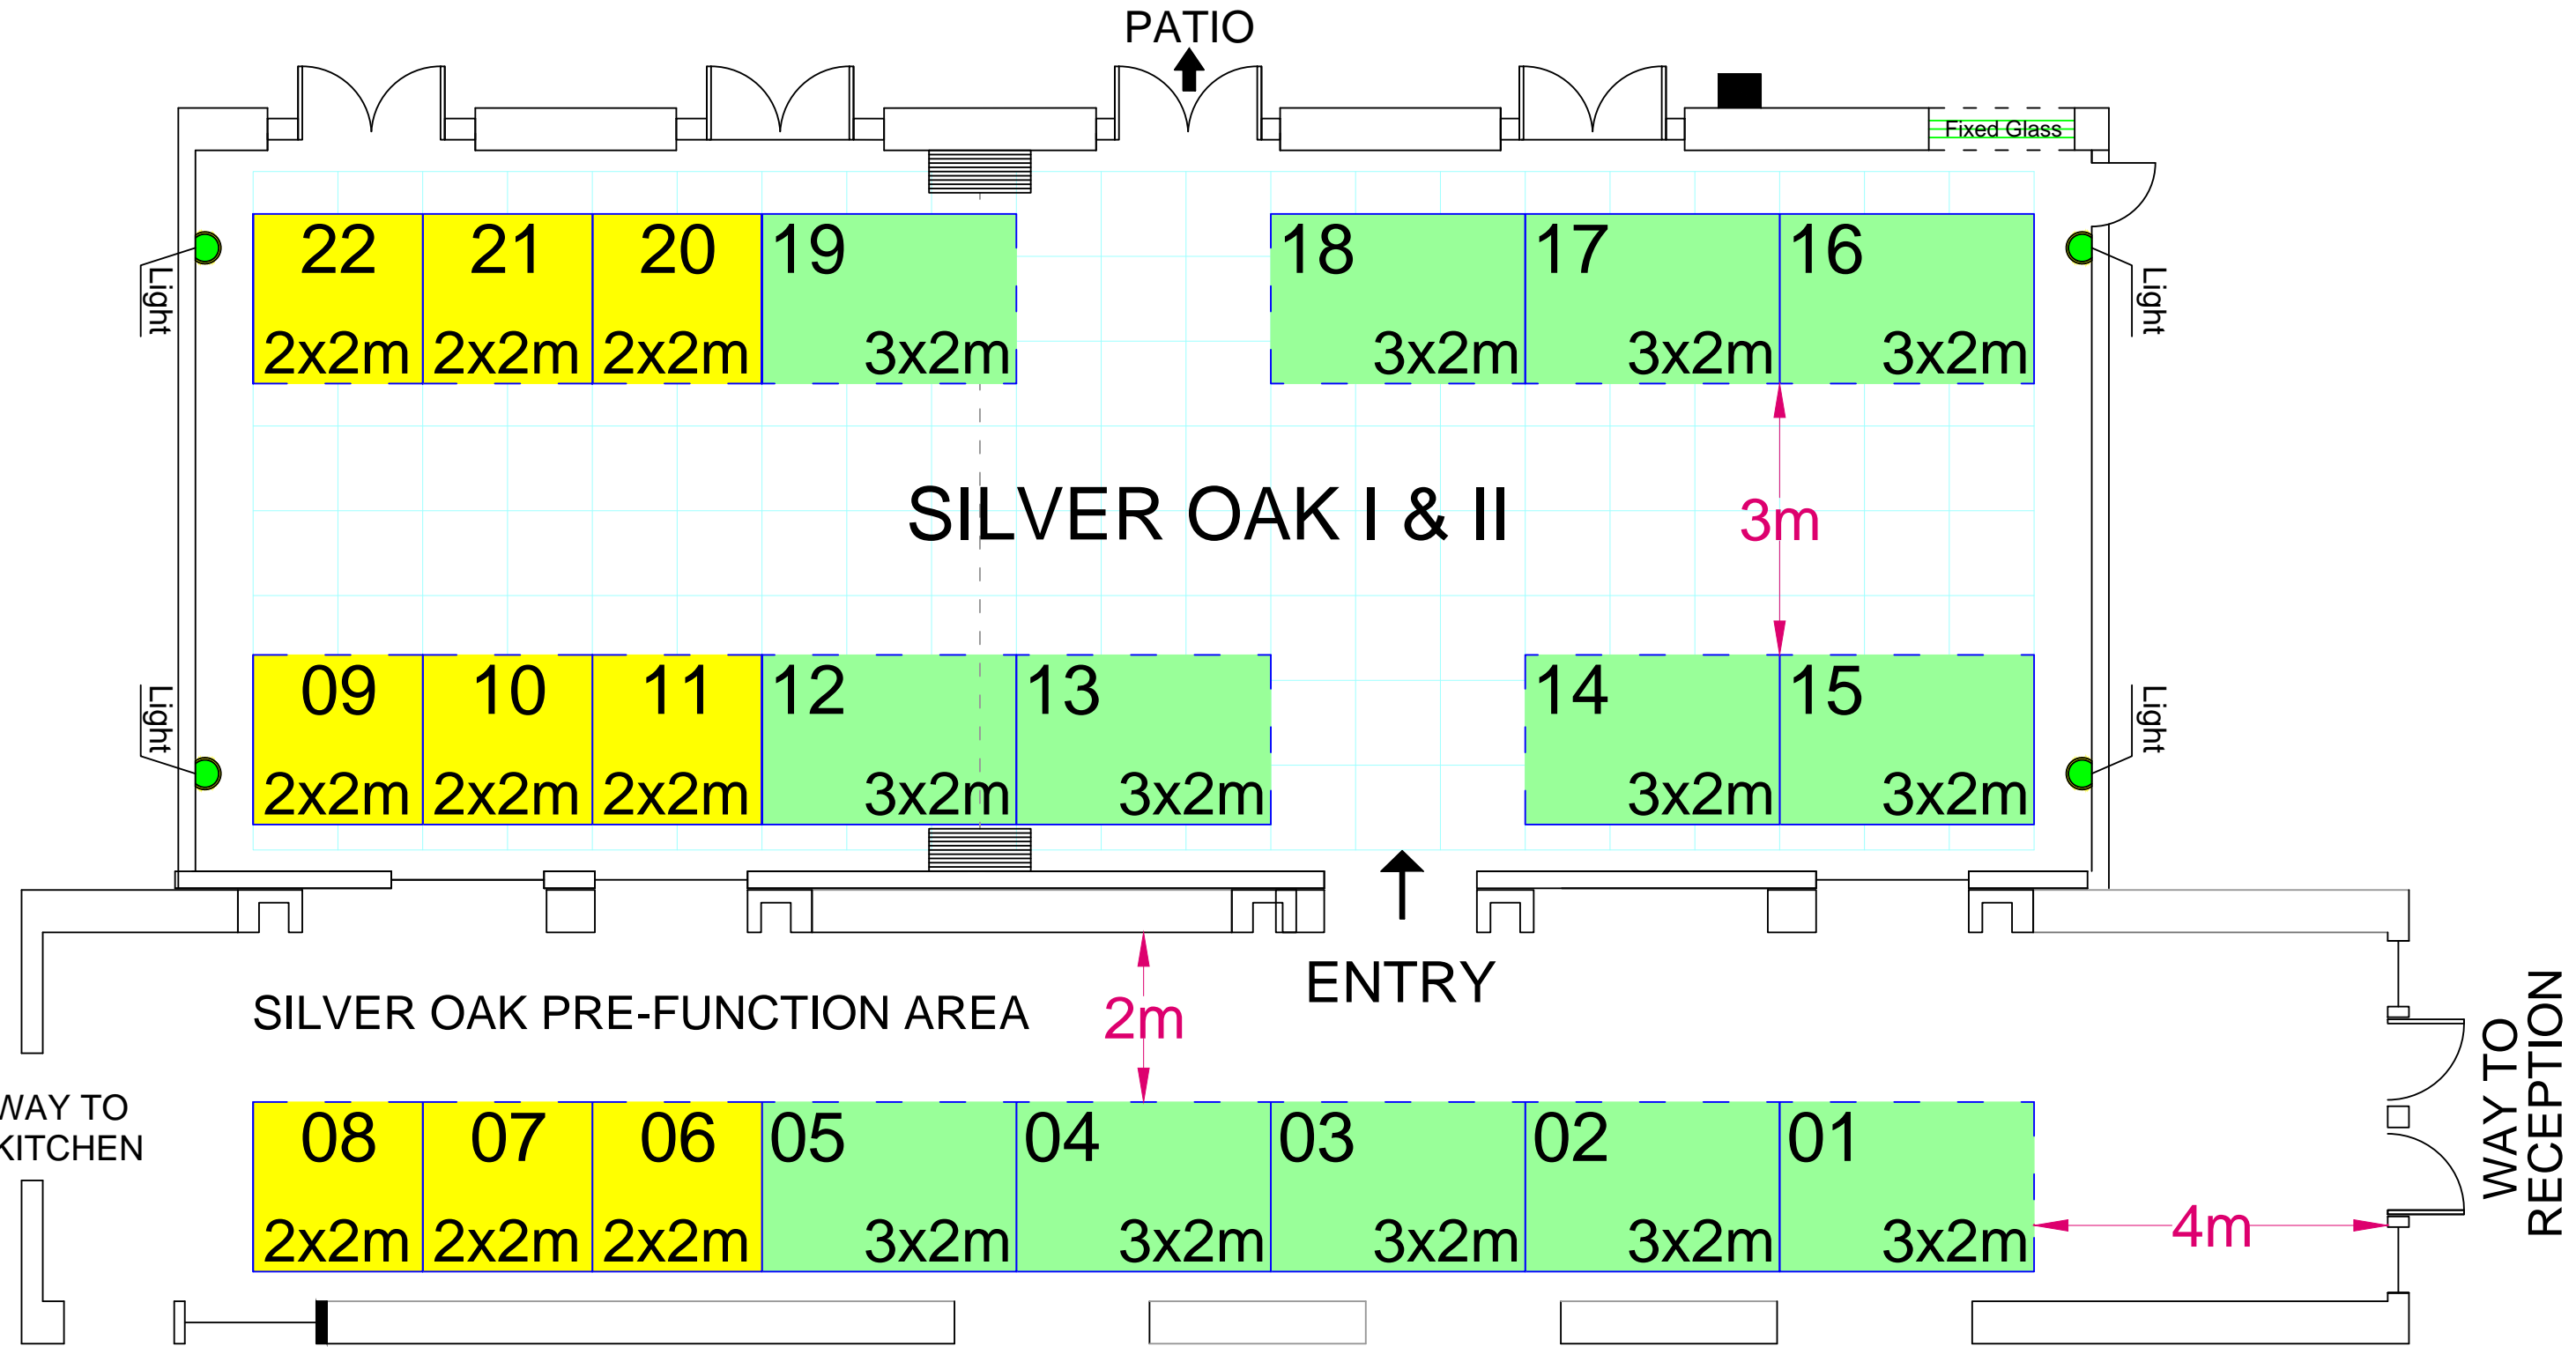 PATIO
Fixed Glass
22
21
20
19
18
17
16
Light
Light
2x2m
2x2m
2x2m
3x2m
3x2m
3x2m
3x2m
SILVER OAK I & II
3m
09
10
11
12
13
14
15
Light
Light
2x2m
2x2m
2x2m
3x2m
3x2m
3x2m
3x2m
ENTRY
SILVER OAK PRE-FUNCTION AREA
2m
WAY TO
RECEPTION
WAY TO
KITCHEN
08
07
06
05
04
03
02
01
2x2m
2x2m
2x2m
3x2m
3x2m
3x2m
3x2m
3x2m
4m